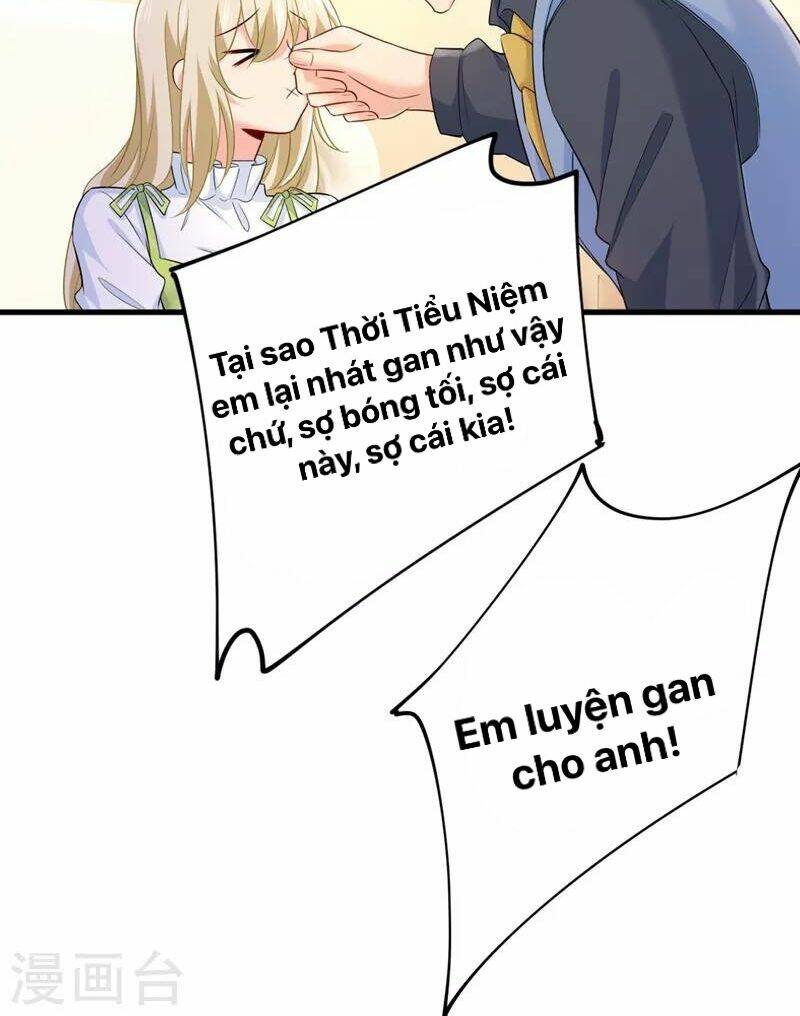 Tại sao Thời Tiểu Niệm
em lại nhát gan như vậy
chứ, sợ bóng tối, sợ cái
này, sợ cái kia!
Em luyện gan
cho anh!
漫画台